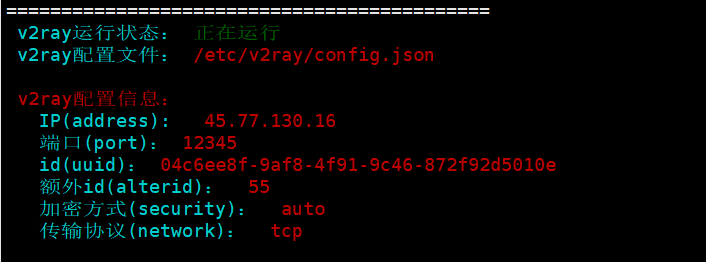 ============================================
v2ray运行状态： 正在运行
v2ray配置文件： /etc/v2ray/config.json
v2ray配置信息：
IP(address): 45.77.130.16
端口(port)： 12345
id(uuid)： 04c6ee8f-9af8-4f91-9c46-872f92d5010e
额外id(alterid)： 55
加密方式(security)： auto
传输协议(network)： tcp